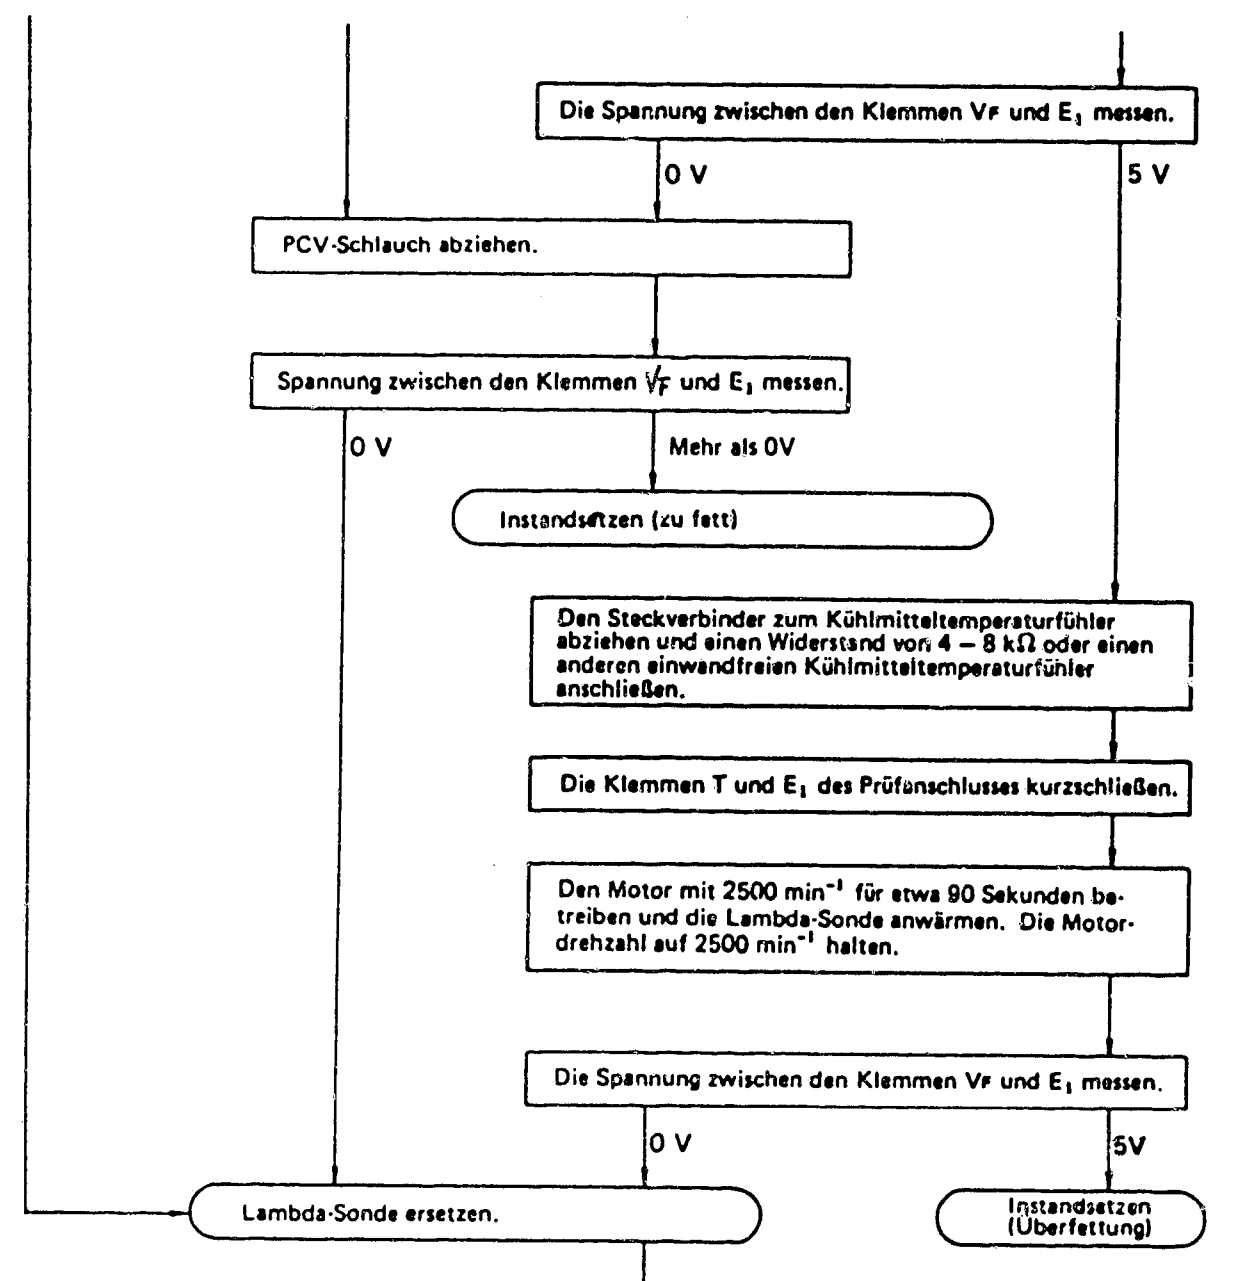 Die Spannung zwischen den Klemmen VF und E₁ messen.
0 V
5 V
PCV-Schlauch abziehen.
Spannung zwischen den Klemmen VF und E₁ messen.
0 V
Mehr als 0V
Instandsetzen (zu fett)
Den Steckverbinder zum Kühlmitteltemperaturfühler
abziehen und einen Widerstand von 4 – 8 kΩ oder einen
anderen einwandfreien Kühlmitteltemperaturfühler
anschließen.
Die Klemmen T und E₁ des Prüfanschlusses kurzschließen.
Den Motor mit 2500 min⁻¹ für etwa 90 Sekunden be-
treiben und die Lambda-Sonde anwärmen. Die Motor-
drehzahl auf 2500 min⁻¹ halten.
Die Spannung zwischen den Klemmen VF und E₁ messen.
0 V
5V
Lambda-Sonde ersetzen.
Instandsetzen
(Überfettung)